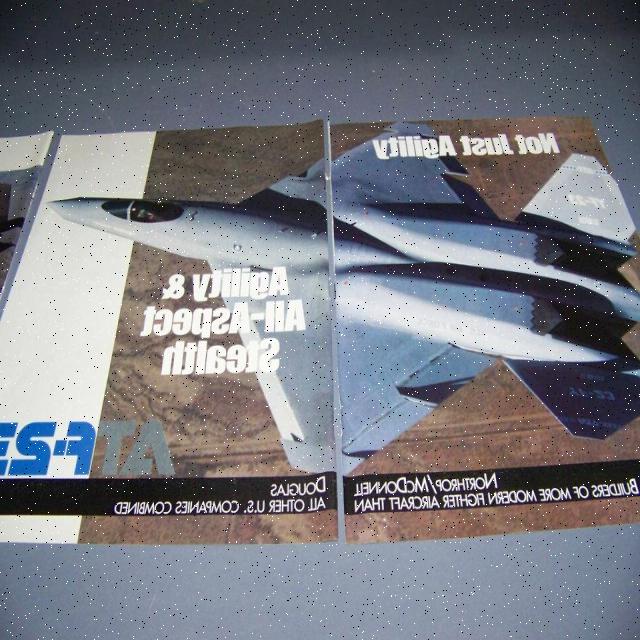 Not Just Agility
Agility &
All-Aspect
Stealth
ATF-23
NORTHROP/MCDONNELL
BUILDERS OF MORE MODERN FIGHTER AIRCRAFT THAN
DOUGLAS
ALL OTHER U.S. COMPANIES COMBINED